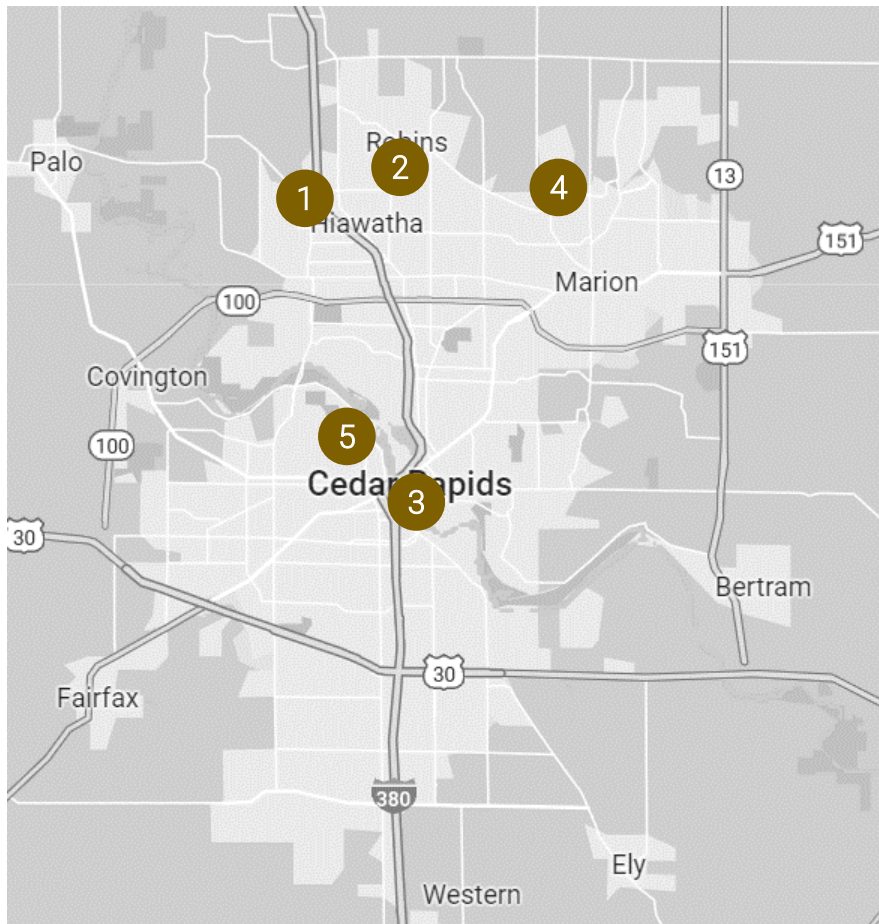 Robins
2
Palo
13
4
1
Hiawatha
151
Marion
100
151
Covington
5
100
Cedar Rapids
3
30
Bertram
30
Fairfax
380
Ely
Western